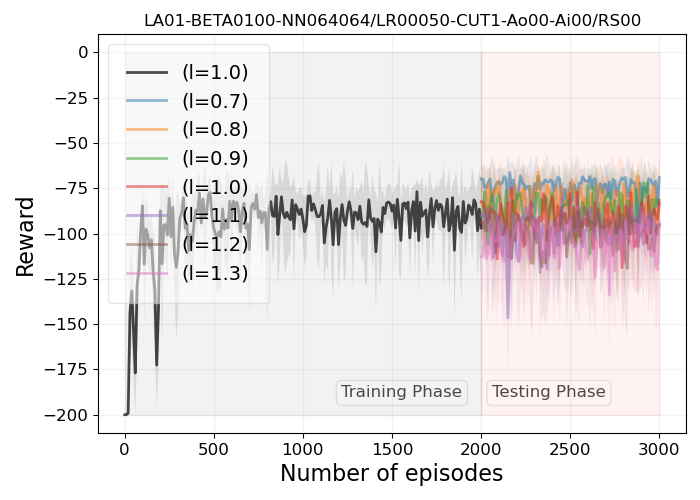 LA01-BETA0100-NN064064/LR00050-CUT1-Ao00-Ai00/RS00
Reward
0
−25
−50
−75
−100
−125
−150
−175
−200
(l=1.0)
(l=0.7)
(l=0.8)
(l=0.9)
(l=1.0)
(l=1.1)
(l=1.2)
(l=1.3)
Training Phase
Testing Phase
0 500 1000 1500 2000 2500 3000
Number of episodes